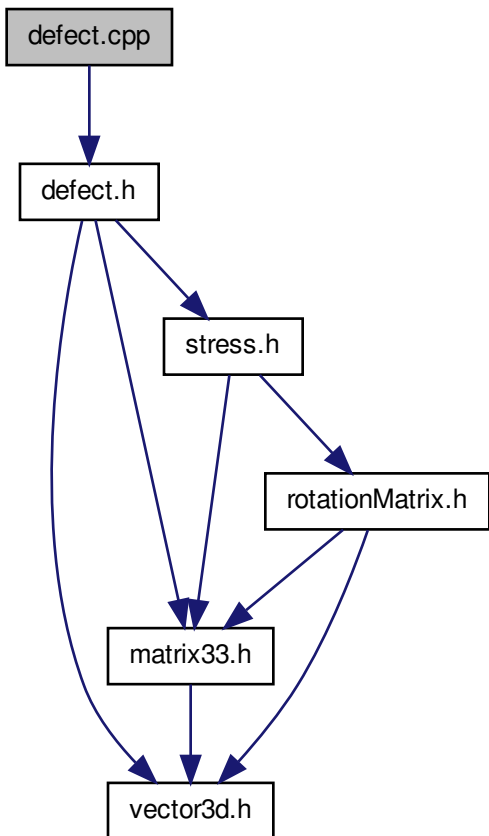 defect.cpp
defect.h
stress.h
rotationMatrix.h
matrix33.h
vector3d.h